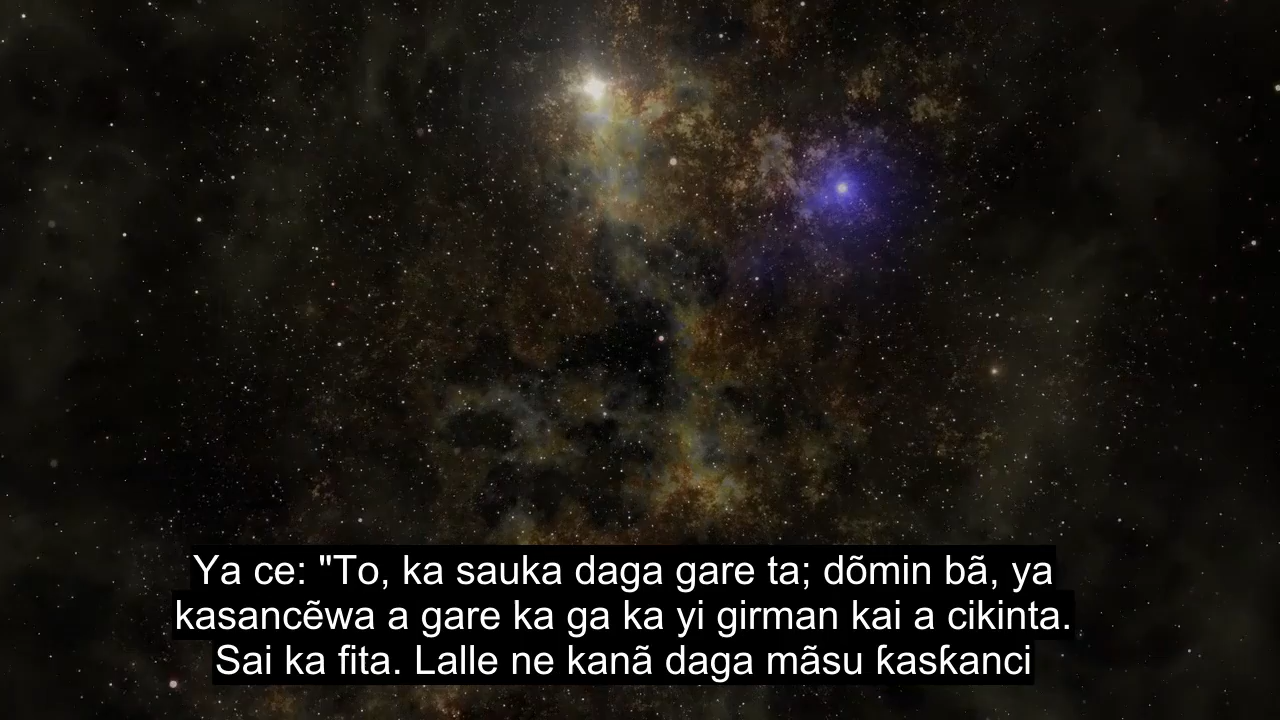 Ya ce: "To, ka sauka daga gare ta; dõmin bã, ya
kasancẽwa a gare ka ga ka yi girman kai a cikinta.
Sai ka fita. Lalle ne kanã daga mãsu ƙasƙanci